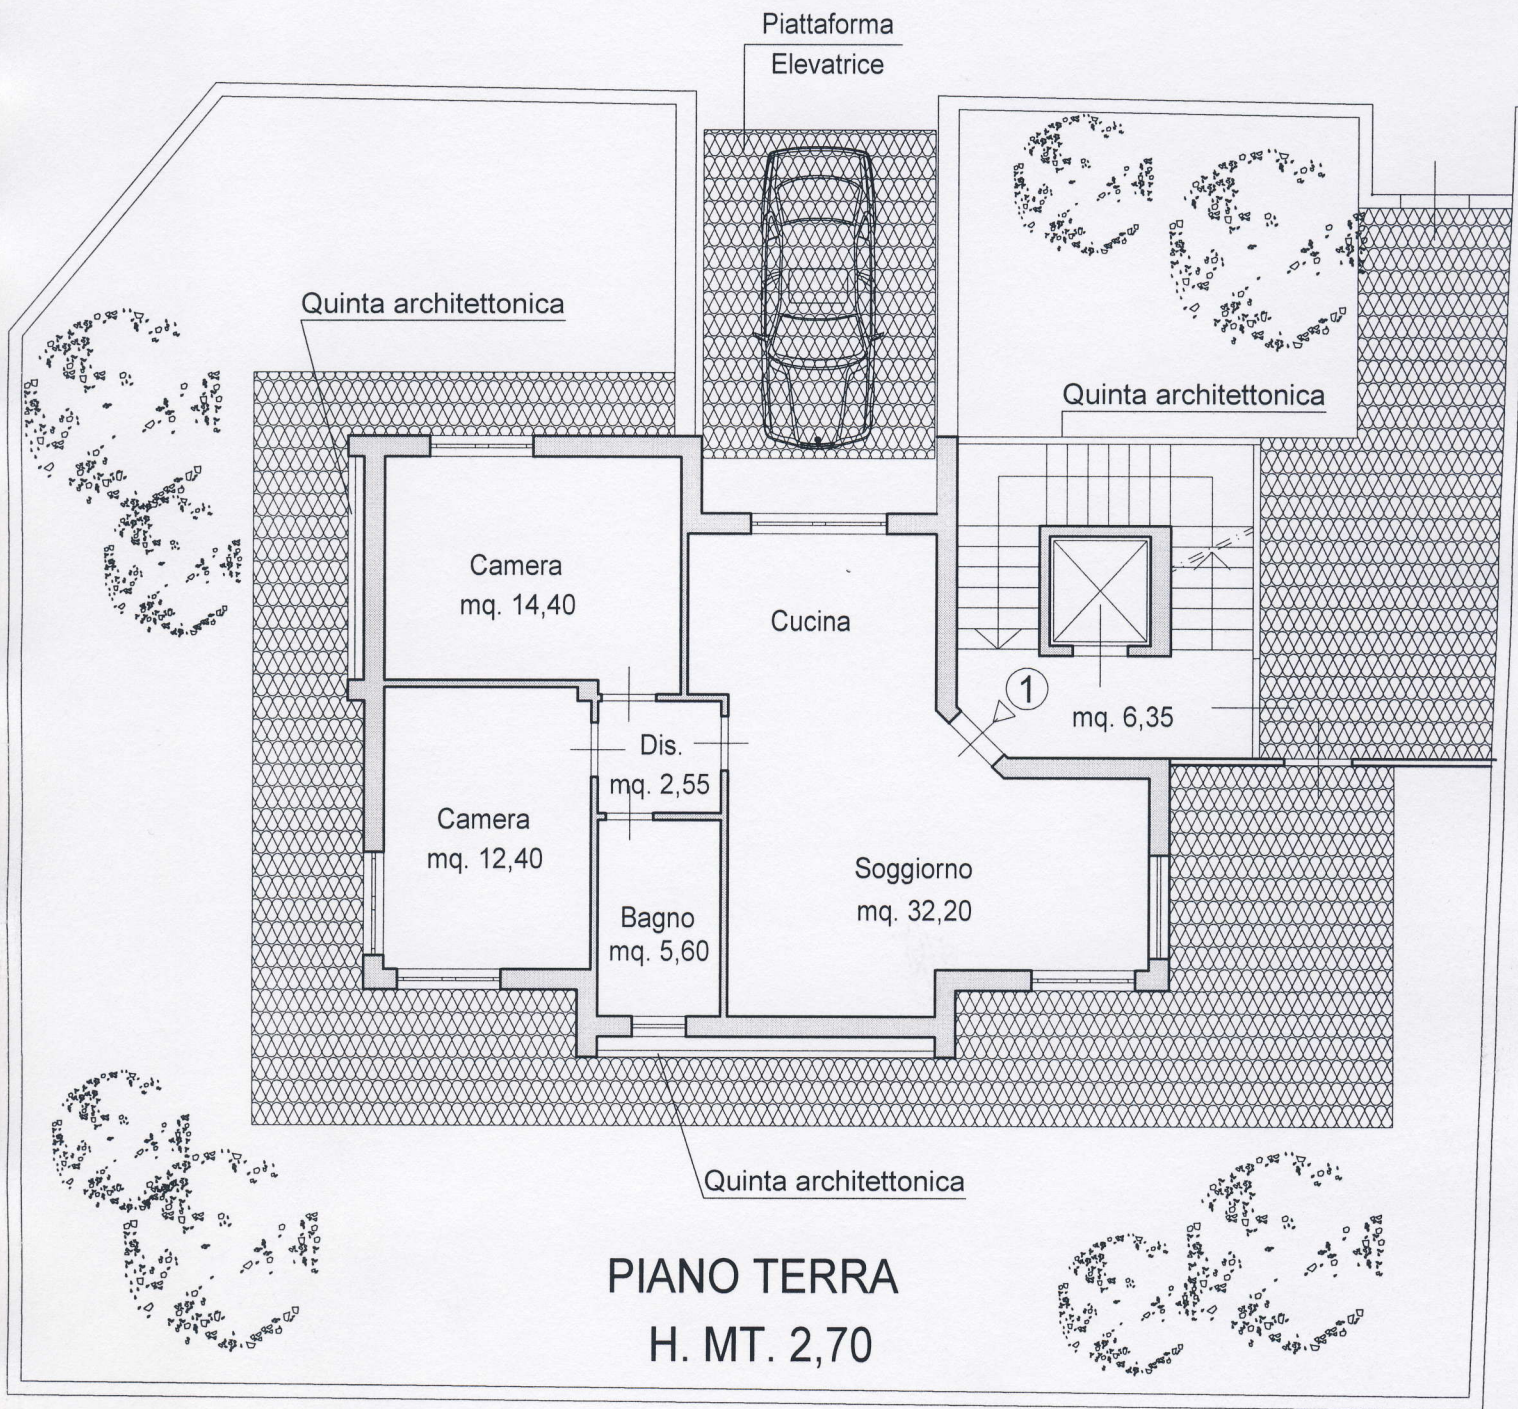 Piattaforma
Elevatrice
Quinta architettonica
Quinta architettonica
Camera
mq. 14,40
Cucina
1
mq. 6,35
Dis.
mq. 2,55
Camera
mq. 12,40
Soggiorno
mq. 32,20
Bagno
mq. 5,60
Quinta architettonica
PIANO TERRA
H. MT. 2,70